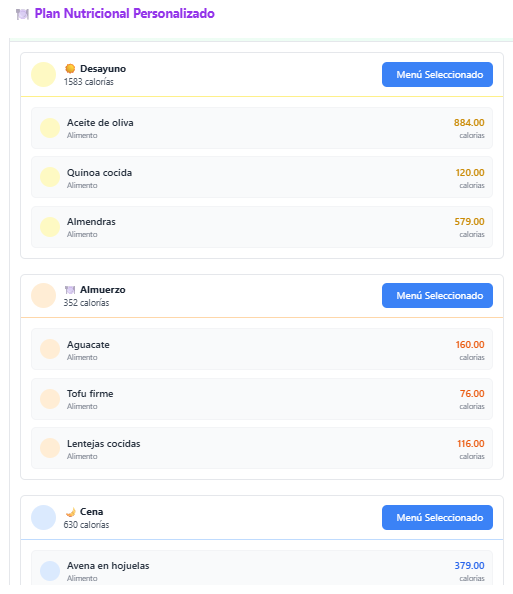 Plan Nutricional Personalizado
Desayuno
1583 calorías
Menú Seleccionado
Aceite de oliva
Alimento
884.00
calorías
Quinoa cocida
Alimento
120.00
calorías
Almendras
Alimento
579.00
calorías
Almuerzo
352 calorías
Menú Seleccionado
Aguacate
Alimento
160.00
calorías
Tofu firme
Alimento
76.00
calorías
Lentejas cocidas
Alimento
116.00
calorías
Cena
630 calorías
Menú Seleccionado
Avena en hojuelas
Alimento
379.00
calorías